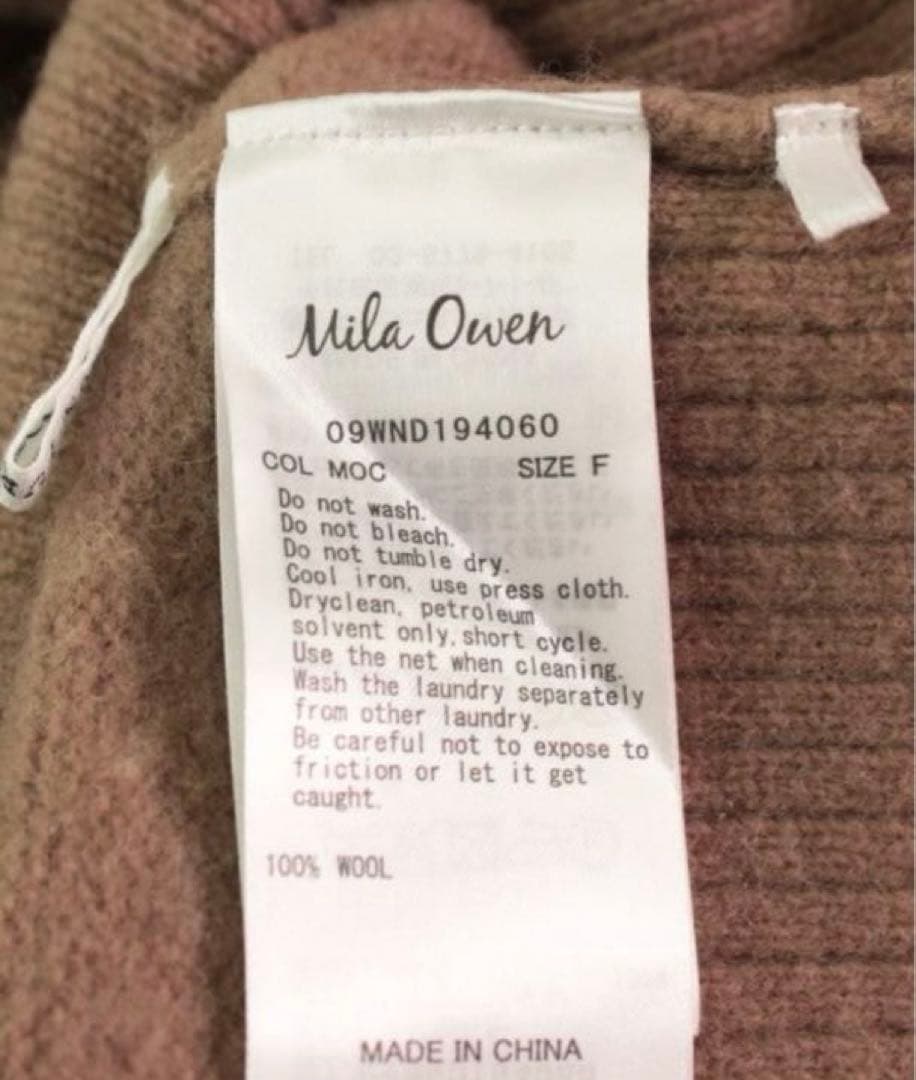 Mila Owen
09WND194060
COL MOC SIZE F
Do not wash.
Do not bleach.
Do not tumble dry.
Cool iron, use press cloth.
Dryclean, petroleum
solvent only, short cycle.
Use the net when cleaning.
Wash the laundry separately
from other laundry.
Be careful not to expose to
friction or let it get
caught.
100% WOOL
MADE IN CHINA